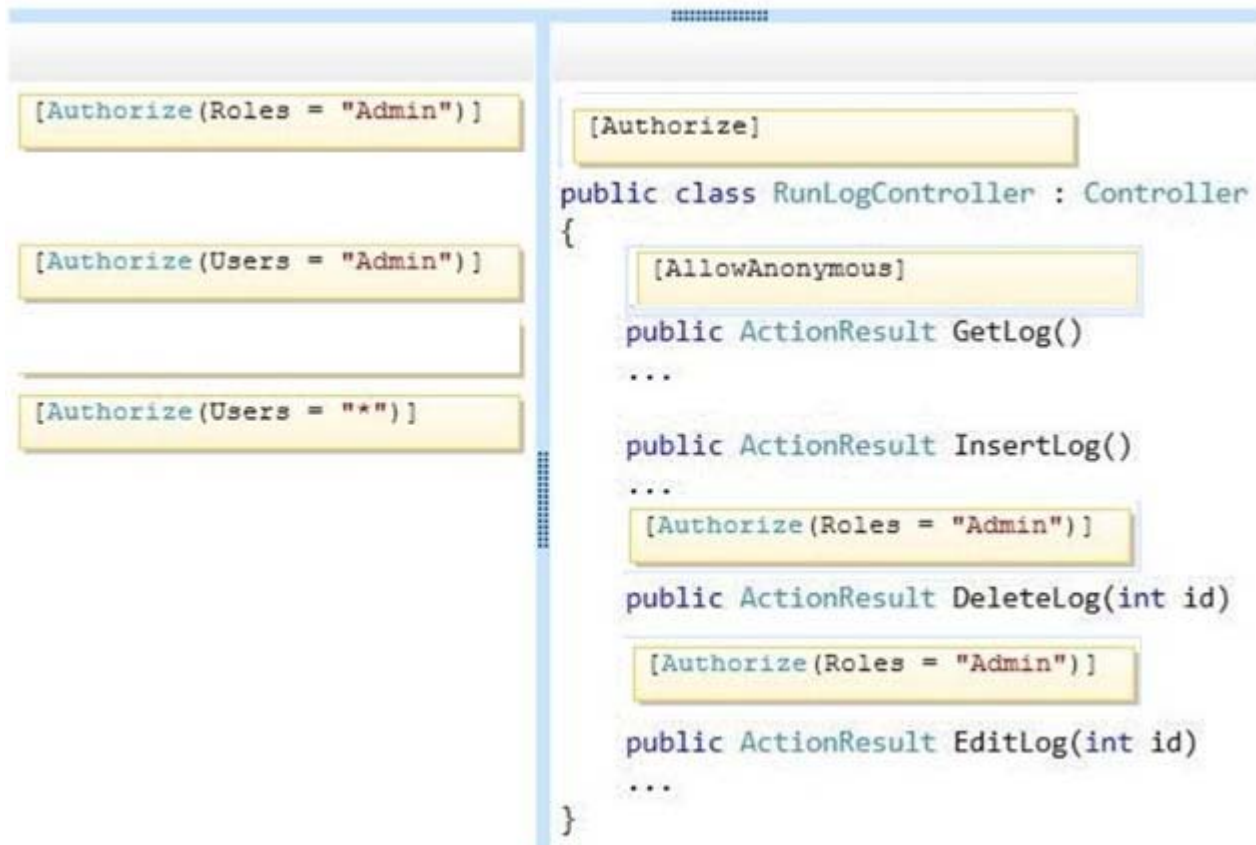 [Authorize(Roles = "Admin")]
[Authorize(Users = "Admin")]
[Authorize(Users = "*")]
[Authorize]
public class RunLogController : Controller
{
[AllowAnonymous]
public ActionResult GetLog()
...
public ActionResult InsertLog()
...
[Authorize(Roles = "Admin")]
public ActionResult DeleteLog(int id)
[Authorize(Roles = "Admin")]
public ActionResult EditLog(int id)
...
}